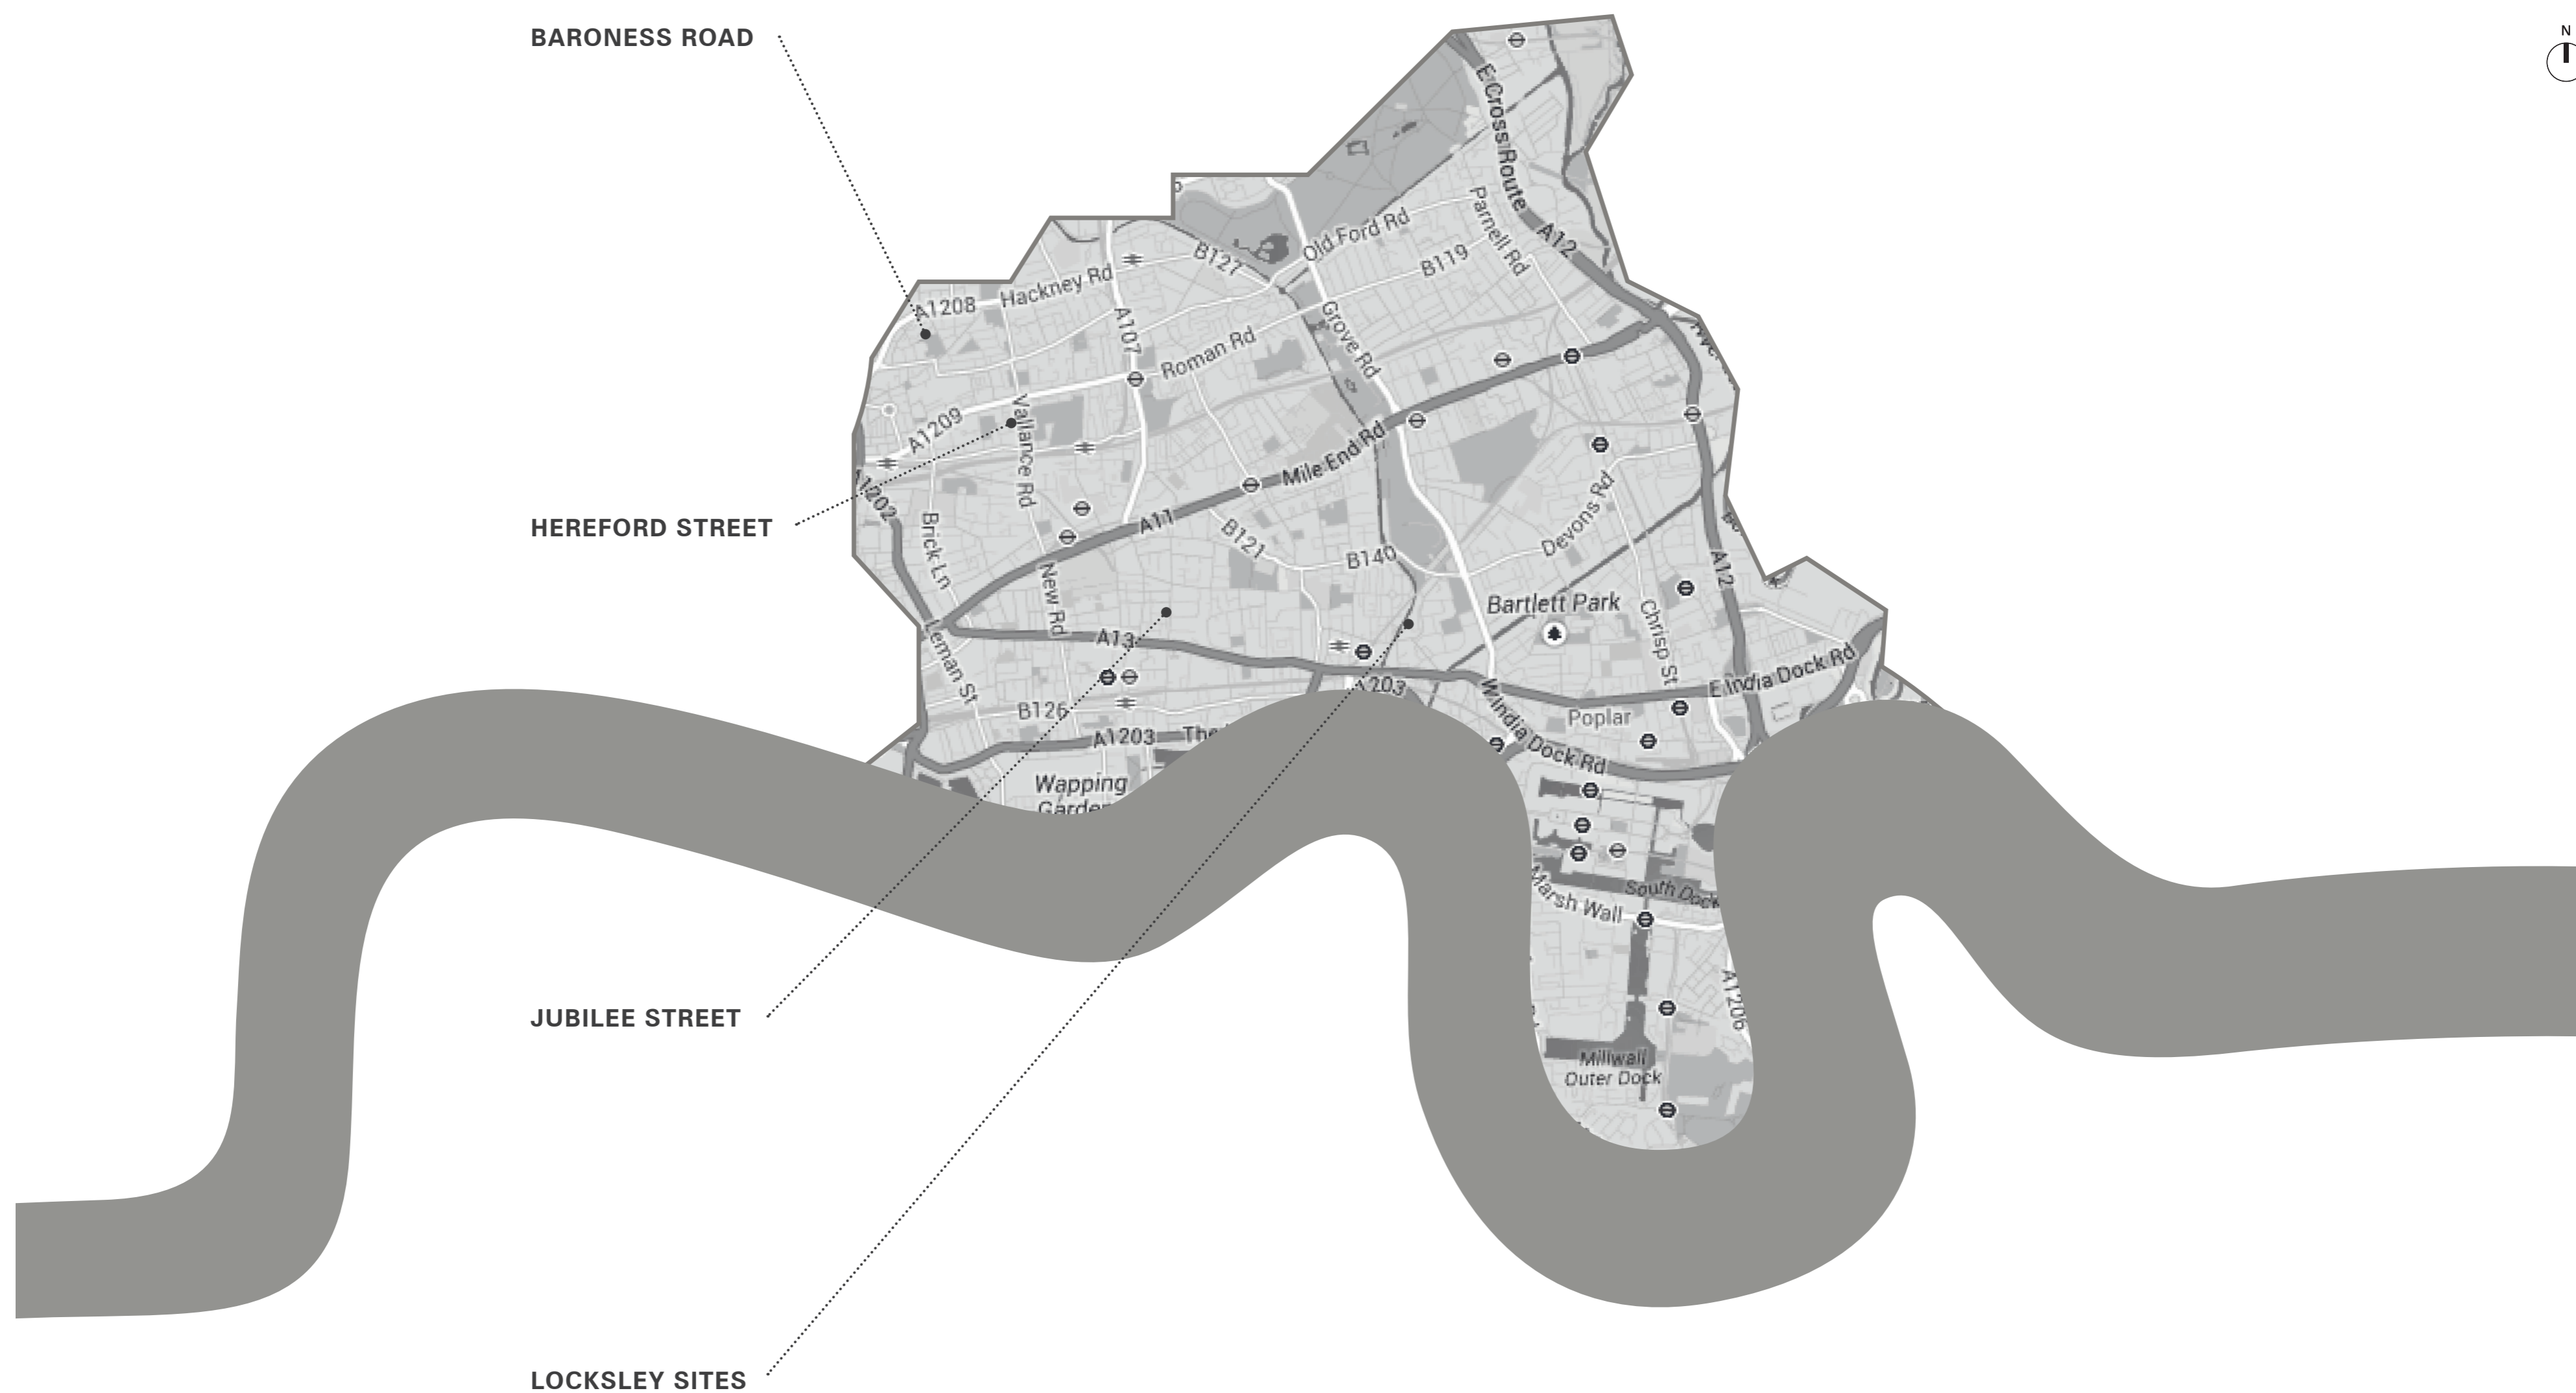 BARONESS ROAD
N
E Cross Route
Parnell Rd
Old Ford Rd
A12
B127
B119
Hackney Rd
A1208
A107
Grove Rd
Roman Rd
A1209
Vallance Rd
Mile End Rd
A1202
HEREFORD STREET
Brick Ln
A11
B121
B140
Devons Rd
A12
New Rd
Bartlett Park
Chrisp St
A13
Leman St
E India Dock Rd
A1203
B126
Poplar
W India Dock Rd
A1203
Wapping
South Dock
Marsh Wall
A1206
JUBILEE STREET
Millwall
Outer Dock
LOCKSLEY SITES